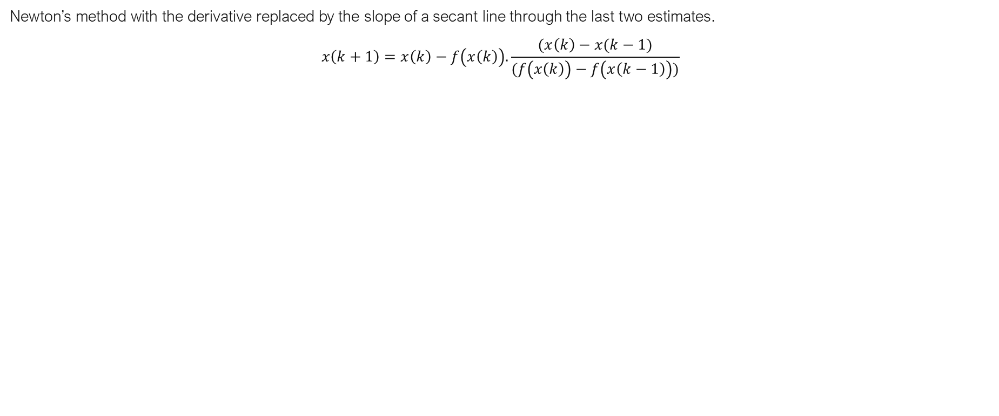 Newton's method with the derivative replaced by the slope of a secant line through the last two estimates.
x(k + 1) = x(k) − f(x(k)). (x(k) − x(k − 1) / (f(x(k)) − f(x(k − 1)))